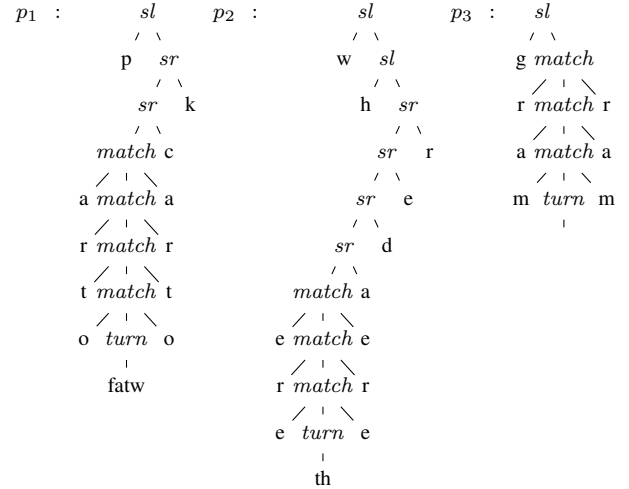 p1 : sl p2 : sl p3 : sl
p sr w sl g match
sr k h sr r match r
match c sr r a match a
a match a sr e m turn m
r match r sr d
t match t match a
o turn o e match e
fatw r match r
e turn e
th